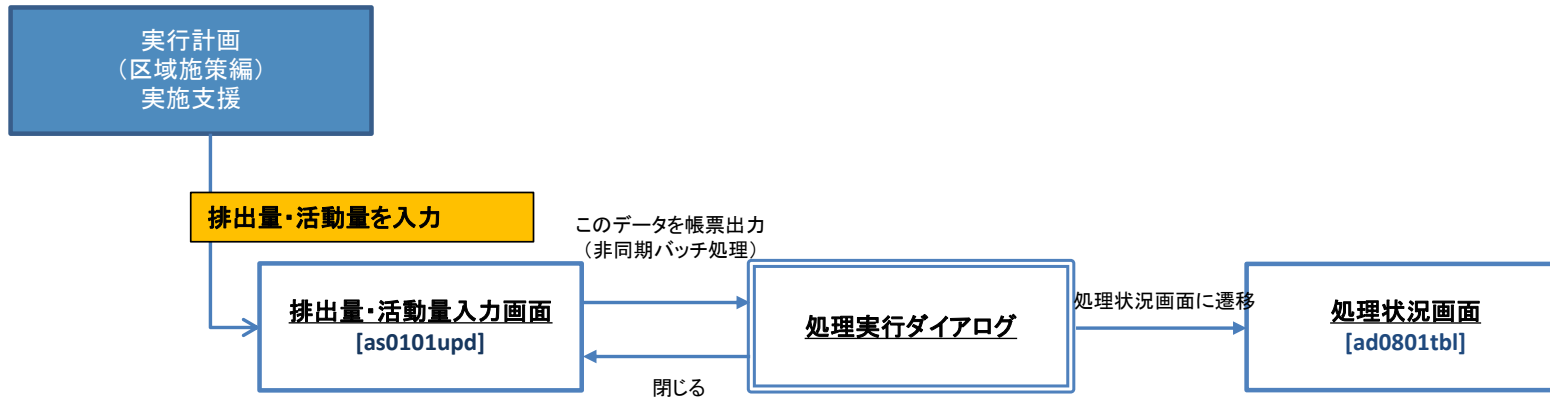 実行計画
（区域施策編）
実施支援
排出量・活動量を入力
このデータを帳票出力
（非同期バッチ処理）
排出量・活動量入力画面
[as0101upd]
処理実行ダイアログ
処理状況画面に遷移
処理状況画面
[ad0801tbl]
閉じる